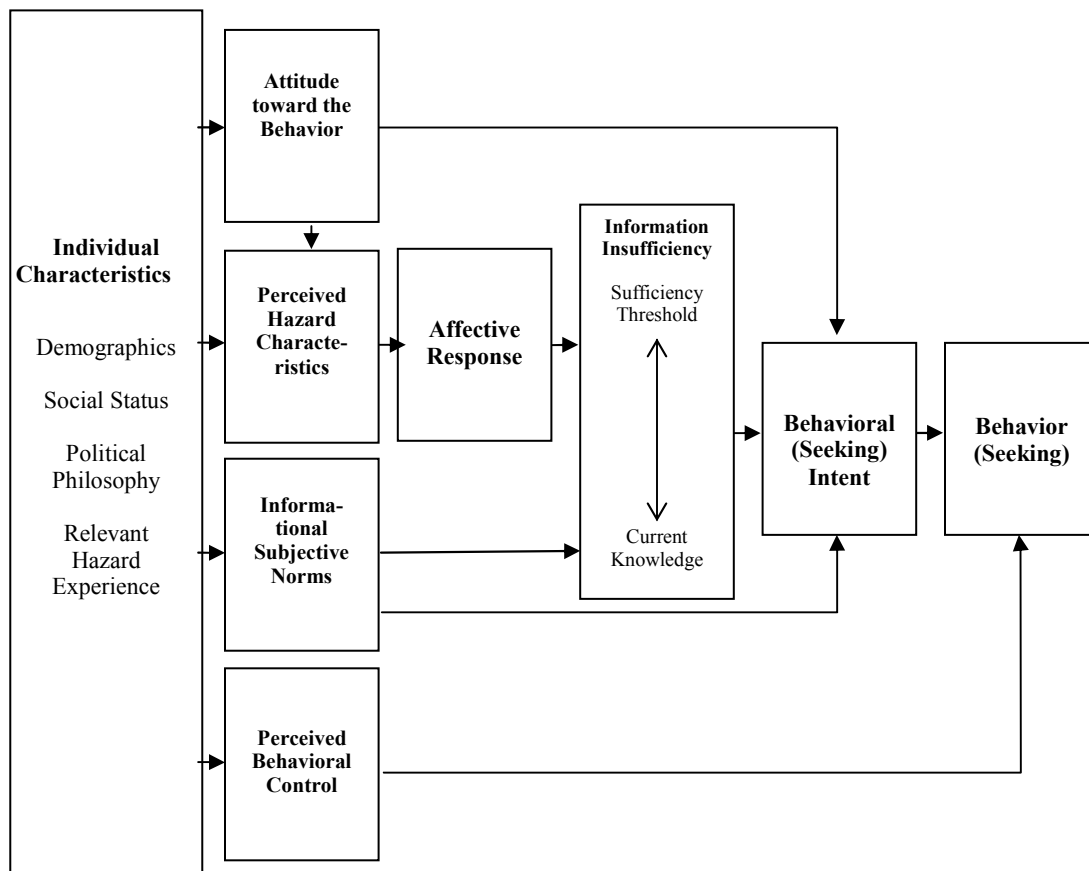 Individual
Characteristics
Demographics
Social Status
Political
Philosophy
Relevant
Hazard
Experience
Attitude
toward the
Behavior
Perceived
Hazard
Characte-
ristics
Affective
Response
Informa-
tional
Subjective
Norms
Perceived
Behavioral
Control
Information
Insufficiency
Sufficiency
Threshold
Current
Knowledge
Behavioral
(Seeking)
Intent
Behavior
(Seeking)